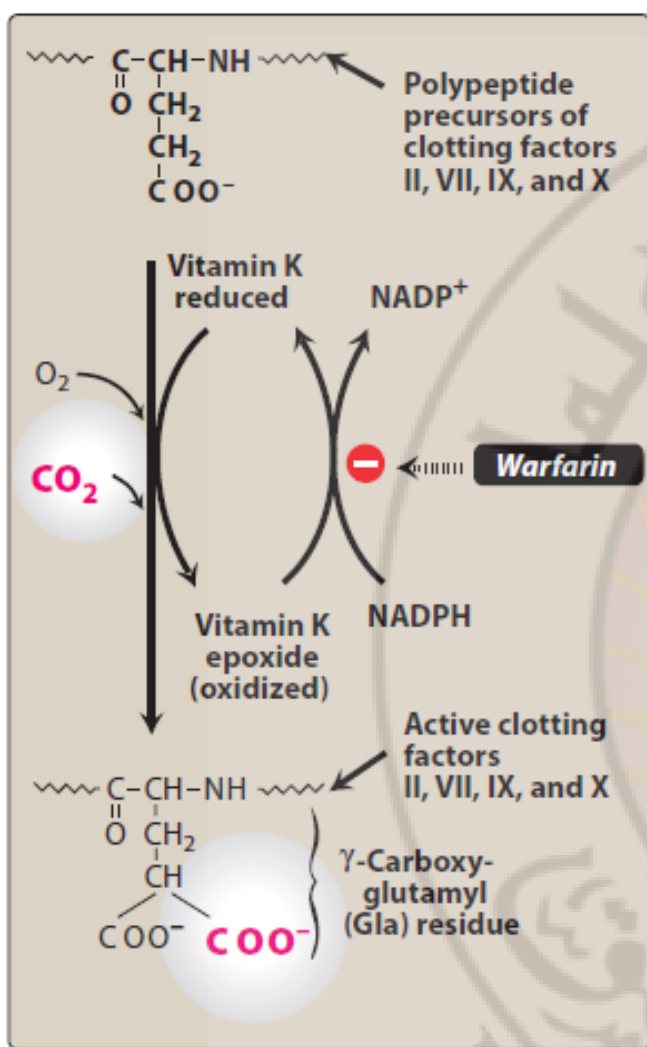 C–CH–NH
O CH₂
CH₂
COO⁻
Polypeptide
precursors of
clotting factors
II, VII, IX, and X
Vitamin K
reduced
NADP⁺
O₂
CO₂
Warfarin
Vitamin K
epoxide
(oxidized)
NADPH
Active clotting
factors
II, VII, IX, and X
C–CH–NH
O CH₂
CH
COO⁻ COO⁻
γ-Carboxy-
glutamyl
(Gla) residue